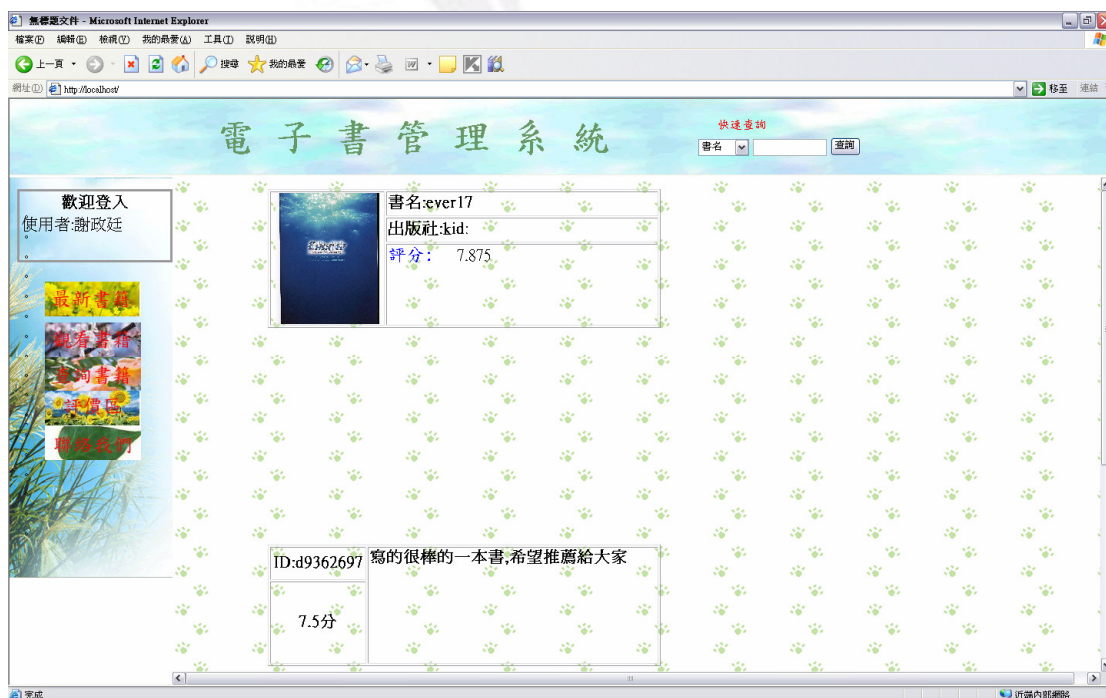 無標題文件 - Microsoft Internet Explorer
檔案(F) 編輯(E) 檢視(V) 我的最愛(A) 工具(T) 說明(H)
上一頁 搜尋 我的最愛
網址(D) http://localhost/ 移至 連結
電子書管理系統
快速查詢
書名 查詢
歡迎登入
使用者:謝政廷
最新書籍
觀看書籍
查詢書籍
評價區
聯絡我們
書名:ever17
出版社:kid:
評分: 7.875
ID:d9362697
寫的很棒的一本書,希望推薦給大家
7.5分
完成
近端內部網路